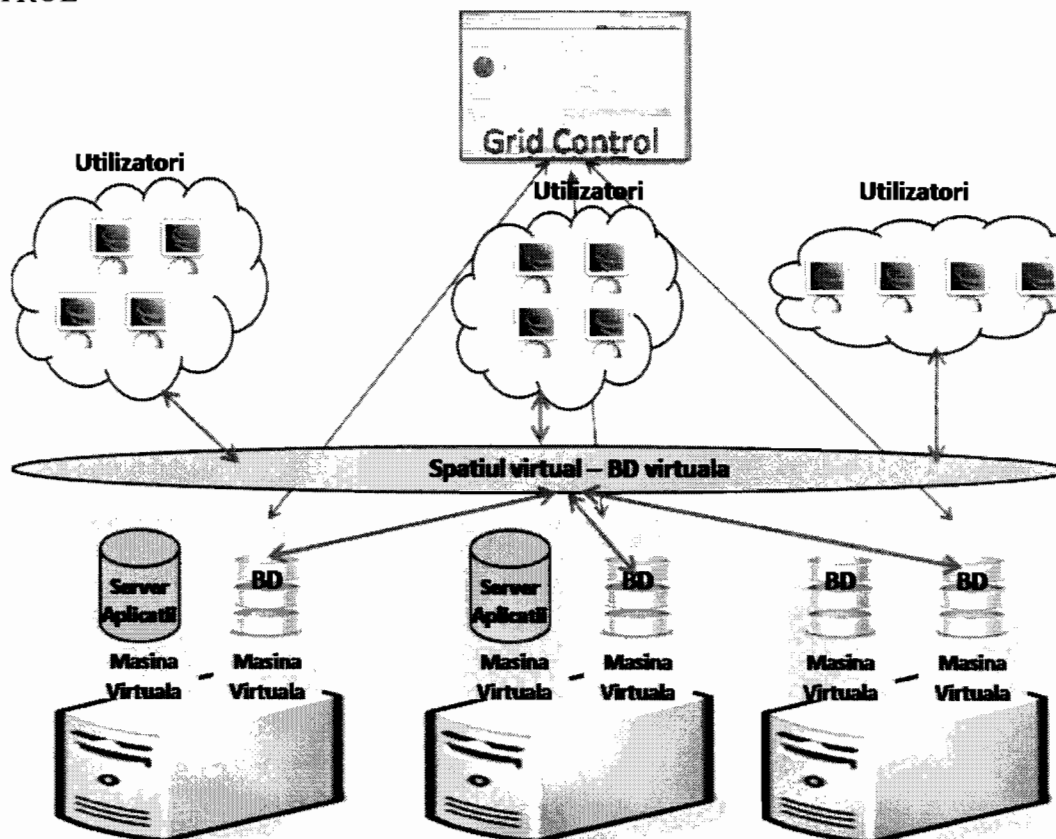 Grid Control
Utilizatori
Utilizatori
Utilizatori
Spatiul virtual – BD virtuala
Server
Aplicatii
BD
Server
Aplicatii
BD
BD
BD
Masina
Virtuala
Masina
Virtuala
Masina
Virtuala
Masina
Virtuala
Masina
Virtuala
Masina
Virtuala